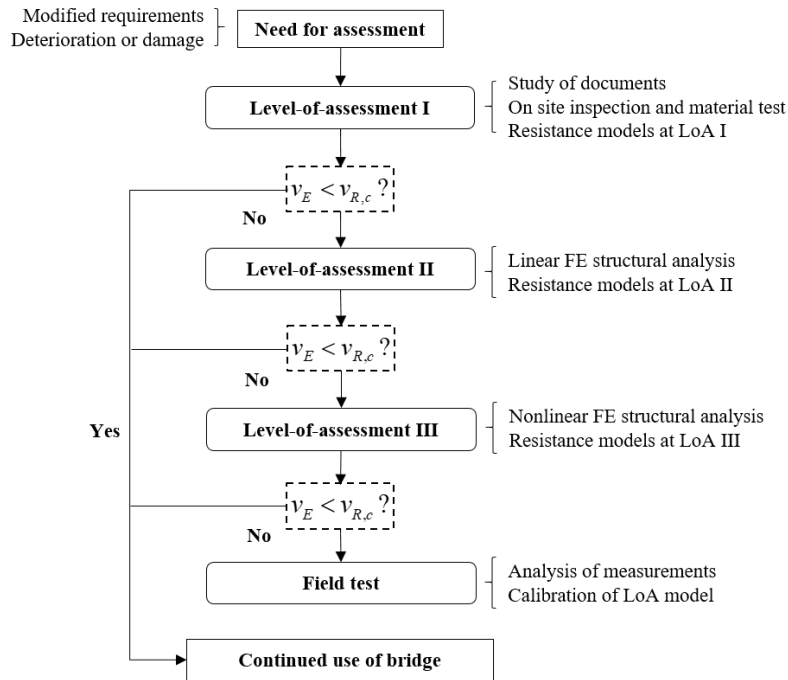 Modified requirements
Deterioration or damage
Need for assessment
Level-of-assessment I
Study of documents
On site inspection and material test
Resistance models at LoA I
v_E < v_{R,c} ?
No
Level-of-assessment II
Linear FE structural analysis
Resistance models at LoA II
v_E < v_{R,c} ?
No
Level-of-assessment III
Nonlinear FE structural analysis
Resistance models at LoA III
Yes
v_E < v_{R,c} ?
No
Field test
Analysis of measurements
Calibration of LoA model
Continued use of bridge